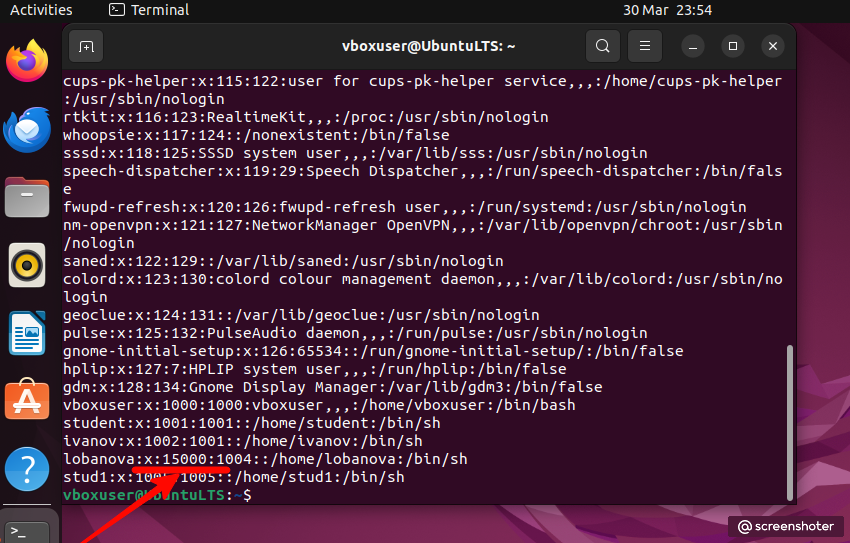 Activities
Terminal
30 Mar 23:54
vboxuser@UbuntuLTS: ~
cups-pk-helper:x:115:122:user for cups-pk-helper service,,,:/home/cups-pk-helper
:/usr/sbin/nologin
rtkit:x:116:123:RealtimeKit,,,:/proc:/usr/sbin/nologin
whoopsie:x:117:124::/nonexistent:/bin/false
sssd:x:118:125:SSSD system user,,,:/var/lib/sss:/usr/sbin/nologin
speech-dispatcher:x:119:29:Speech Dispatcher,,,:/run/speech-dispatcher:/bin/fals
e
fwupd-refresh:x:120:126:fwupd-refresh user,,,:/run/systemd:/usr/sbin/nologin
nm-openvpn:x:121:127:NetworkManager OpenVPN,,,:/var/lib/openvpn/chroot:/usr/sbin
/nologin
saned:x:122:129::/var/lib/saned:/usr/sbin/nologin
colord:x:123:130:colord colour management daemon,,,:/var/lib/colord:/usr/sbin/no
login
geoclue:x:124:131::/var/lib/geoclue:/usr/sbin/nologin
pulse:x:125:132:PulseAudio daemon,,,:/run/pulse:/usr/sbin/nologin
gnome-initial-setup:x:126:65534::/run/gnome-initial-setup/:/bin/false
hplip:x:127:7:HPLIP system user,,,:/run/hplip:/bin/false
gdm:x:128:134:Gnome Display Manager:/var/lib/gdm3:/bin/false
vboxuser:x:1000:1000:vboxuser,,,:/home/vboxuser:/bin/bash
student:x:1001:1001::/home/student:/bin/sh
ivanov:x:1002:1001::/home/ivanov:/bin/sh
lobanova:x:15000:1004::/home/lobanova:/bin/sh
stud1:x::1005::/home/stud1:/bin/sh
vboxuser@UbuntuLTS:~$
@screenshoter